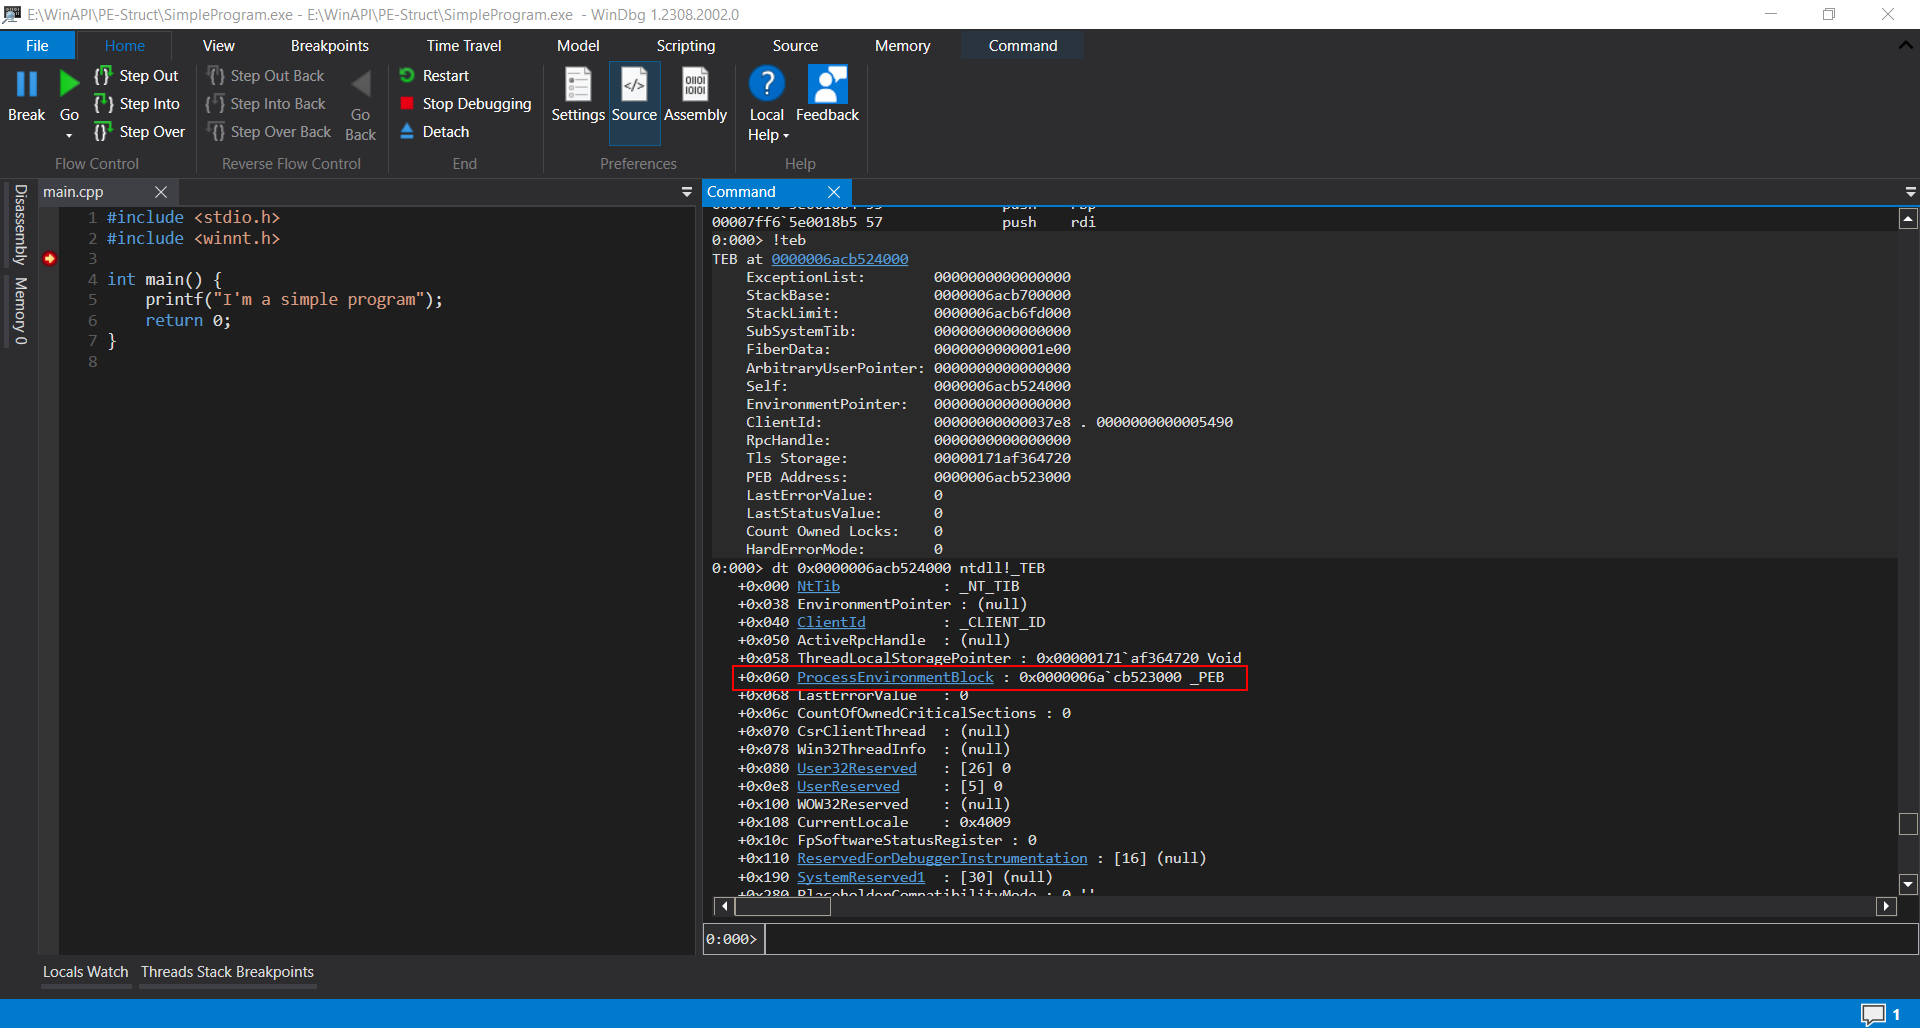 E:\WinAPI\PE-Struct\SimpleProgram.exe - E:\WinAPI\PE-Struct\SimpleProgram.exe - WinDbg 1.2308.2002.0
File Home View Breakpoints Time Travel Model Scripting Source Memory Command
Break
Go
Step Out
Step Into
Step Over
Flow Control
Step Out Back
Step Into Back
Step Over Back
Go Back
Reverse Flow Control
Restart
Stop Debugging
Detach
End
Settings Source Assembly
Preferences
Local Help
Feedback
Help
Disassembly
Memory 0
main.cpp
1 #include <stdio.h>
2 #include <winnt.h>
3
4 int main() {
5 printf("I'm a simple program");
6 return 0;
7 }
8
Command
00007ff6`5e0018b5 57 push rdi
0:000> !teb
TEB at 0000006acb524000
ExceptionList: 0000000000000000
StackBase: 0000006acb700000
StackLimit: 0000006acb6fd000
SubSystemTib: 0000000000000000
FiberData: 0000000000001e00
ArbitraryUserPointer: 0000000000000000
Self: 0000006acb524000
EnvironmentPointer: 0000000000000000
ClientId: 00000000000037e8 . 0000000000005490
RpcHandle: 0000000000000000
Tls Storage: 00000171af364720
PEB Address: 0000006acb523000
LastErrorValue: 0
LastStatusValue: 0
Count Owned Locks: 0
HardErrorMode: 0
0:000> dt 0x0000006acb524000 ntdll!_TEB
+0x000 NtTib : _NT_TIB
+0x038 EnvironmentPointer : (null)
+0x040 ClientId : _CLIENT_ID
+0x050 ActiveRpcHandle : (null)
+0x058 ThreadLocalStoragePointer : 0x00000171`af364720 Void
+0x060 ProcessEnvironmentBlock : 0x0000006a`cb523000 _PEB
+0x068 LastErrorValue : 0
+0x06c CountOfOwnedCriticalSections : 0
+0x070 CsrClientThread : (null)
+0x078 Win32ThreadInfo : (null)
+0x080 User32Reserved : [26] 0
+0x0e8 UserReserved : [5] 0
+0x100 WOW32Reserved : (null)
+0x108 CurrentLocale : 0x4009
+0x10c FpSoftwareStatusRegister : 0
+0x110 ReservedForDebuggerInstrumentation : [16] (null)
+0x190 SystemReserved1 : [30] (null)
+0x280 PlaceholderCompatibilityMode : 0 ''
0:000>
Locals Watch Threads Stack Breakpoints
1